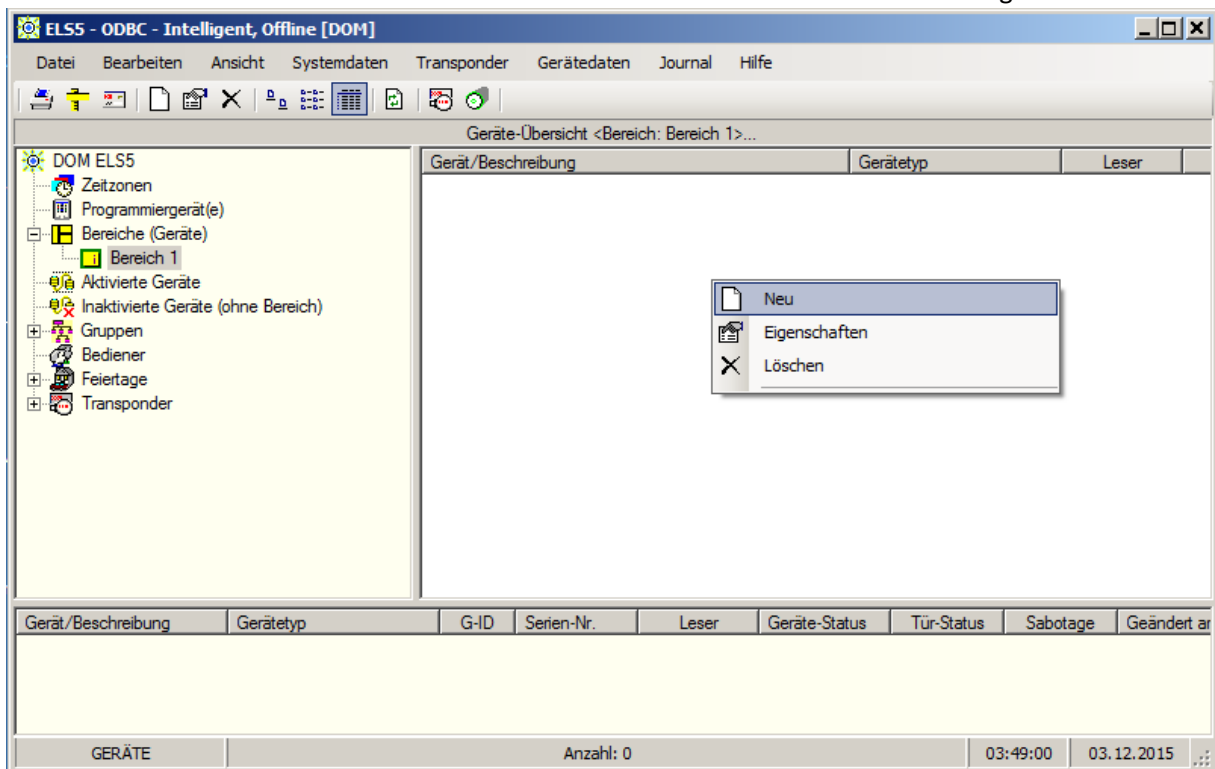 ELS5 - ODBC - Intelligent, Offline [DOM]
Datei Bearbeiten Ansicht Systemdaten Transponder Gerätedaten Journal Hilfe
Geräte-Übersicht <Bereich: Bereich 1>...
DOM ELS5
Zeitzonen
Programmiergerät(e)
Bereiche (Geräte)
Bereich 1
Aktivierte Geräte
Inaktivierte Geräte (ohne Bereich)
Gruppen
Bediener
Feiertage
Transponder
Gerät/Beschreibung Gerätetyp Leser
Neu
Eigenschaften
Löschen
Gerät/Beschreibung Gerätetyp G-ID Serien-Nr. Leser Geräte-Status Tür-Status Sabotage Geändert
GERÄTE Anzahl: 0 03:49:00 03.12.2015